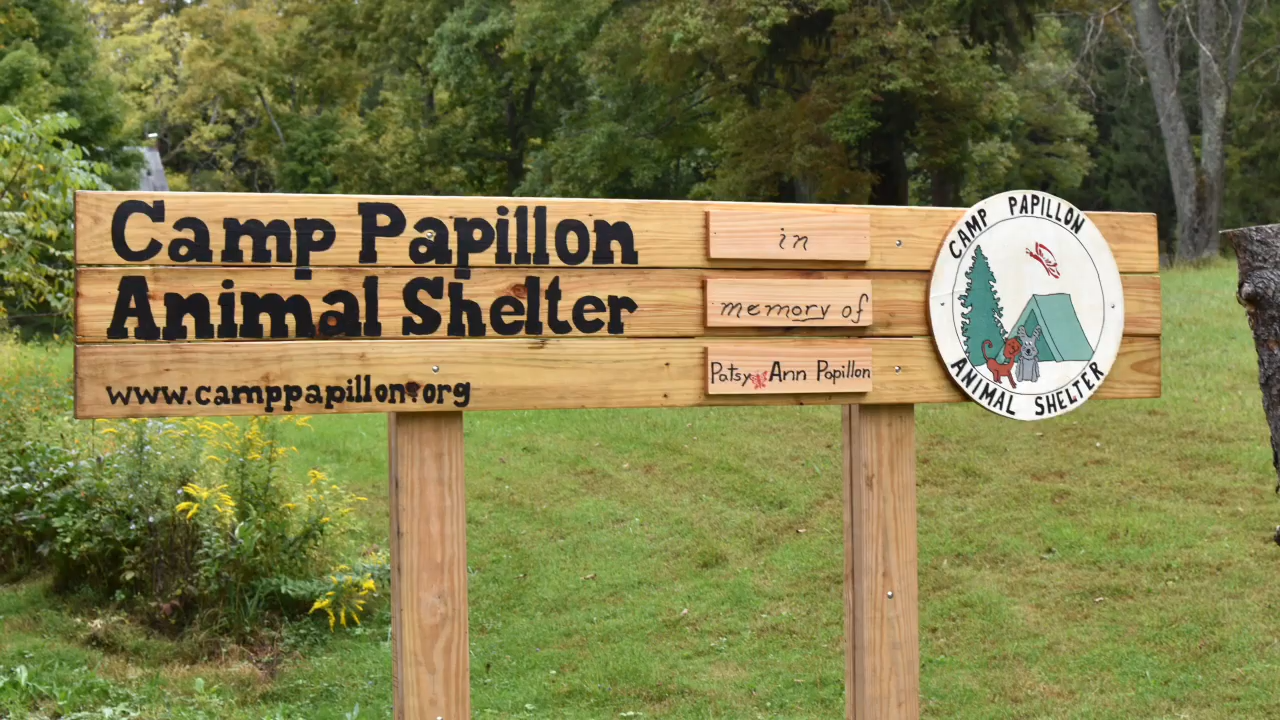 Camp Papillon
Animal Shelter
www.camppapillon.org
in
memory of
Patsy Ann Papillon
CAMP PAPILLON
ANIMAL SHELTER